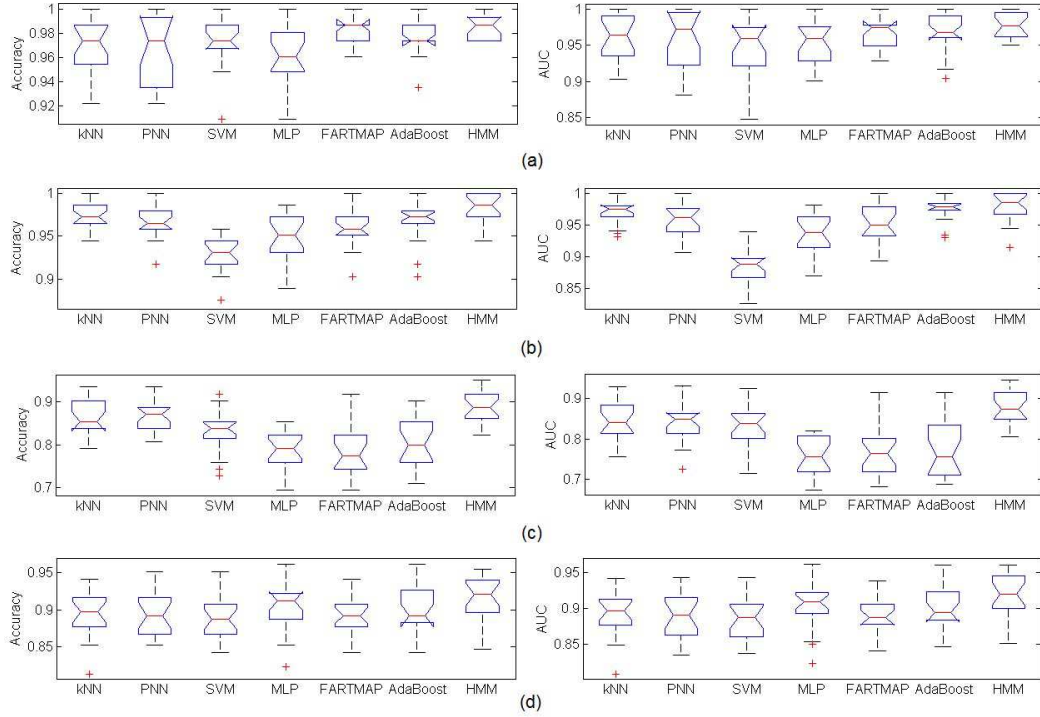 1
0.98
0.96
0.94
0.92
Accuracy
kNN PNN SVM MLP FARTMAP AdaBoost HMM
1
0.95
0.9
0.85
AUC
kNN PNN SVM MLP FARTMAP AdaBoost HMM
(a)
1
0.95
0.9
Accuracy
kNN PNN SVM MLP FARTMAP AdaBoost HMM
1
0.95
0.9
0.85
AUC
kNN PNN SVM MLP FARTMAP AdaBoost HMM
(b)
0.9
0.8
0.7
Accuracy
kNN PNN SVM MLP FARTMAP AdaBoost HMM
0.9
0.8
0.7
AUC
kNN PNN SVM MLP FARTMAP AdaBoost HMM
(c)
0.95
0.9
0.85
Accuracy
kNN PNN SVM MLP FARTMAP AdaBoost HMM
0.95
0.9
0.85
AUC
kNN PNN SVM MLP FARTMAP AdaBoost HMM
(d)